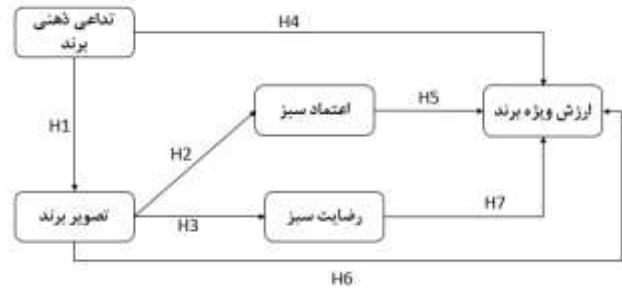 تداعی ذهنی
برند
H4
H1
اعتماد سبز
H5
ارزش ویژه برند
H2
تصویر برند
H3
رضایت سبز
H7
H6